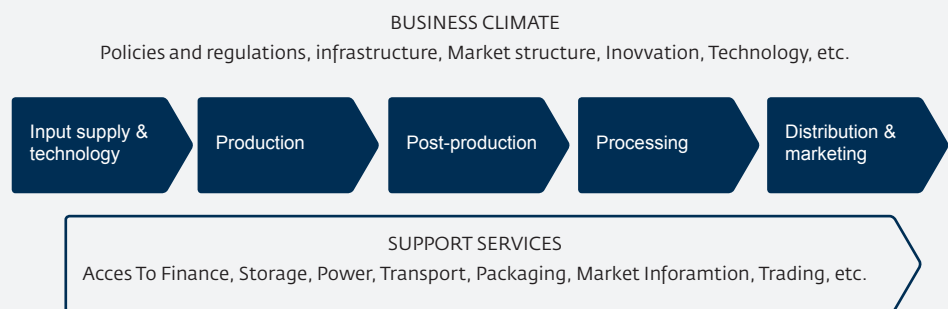 BUSINESS CLIMATE
Policies and regulations, infrastructure, Market structure, Inovvation, Technology, etc.
Input supply &
technology
Production
Post-production
Processing
Distribution &
marketing
SUPPORT SERVICES
Acces To Finance, Storage, Power, Transport, Packaging, Market Inforamtion, Trading, etc.